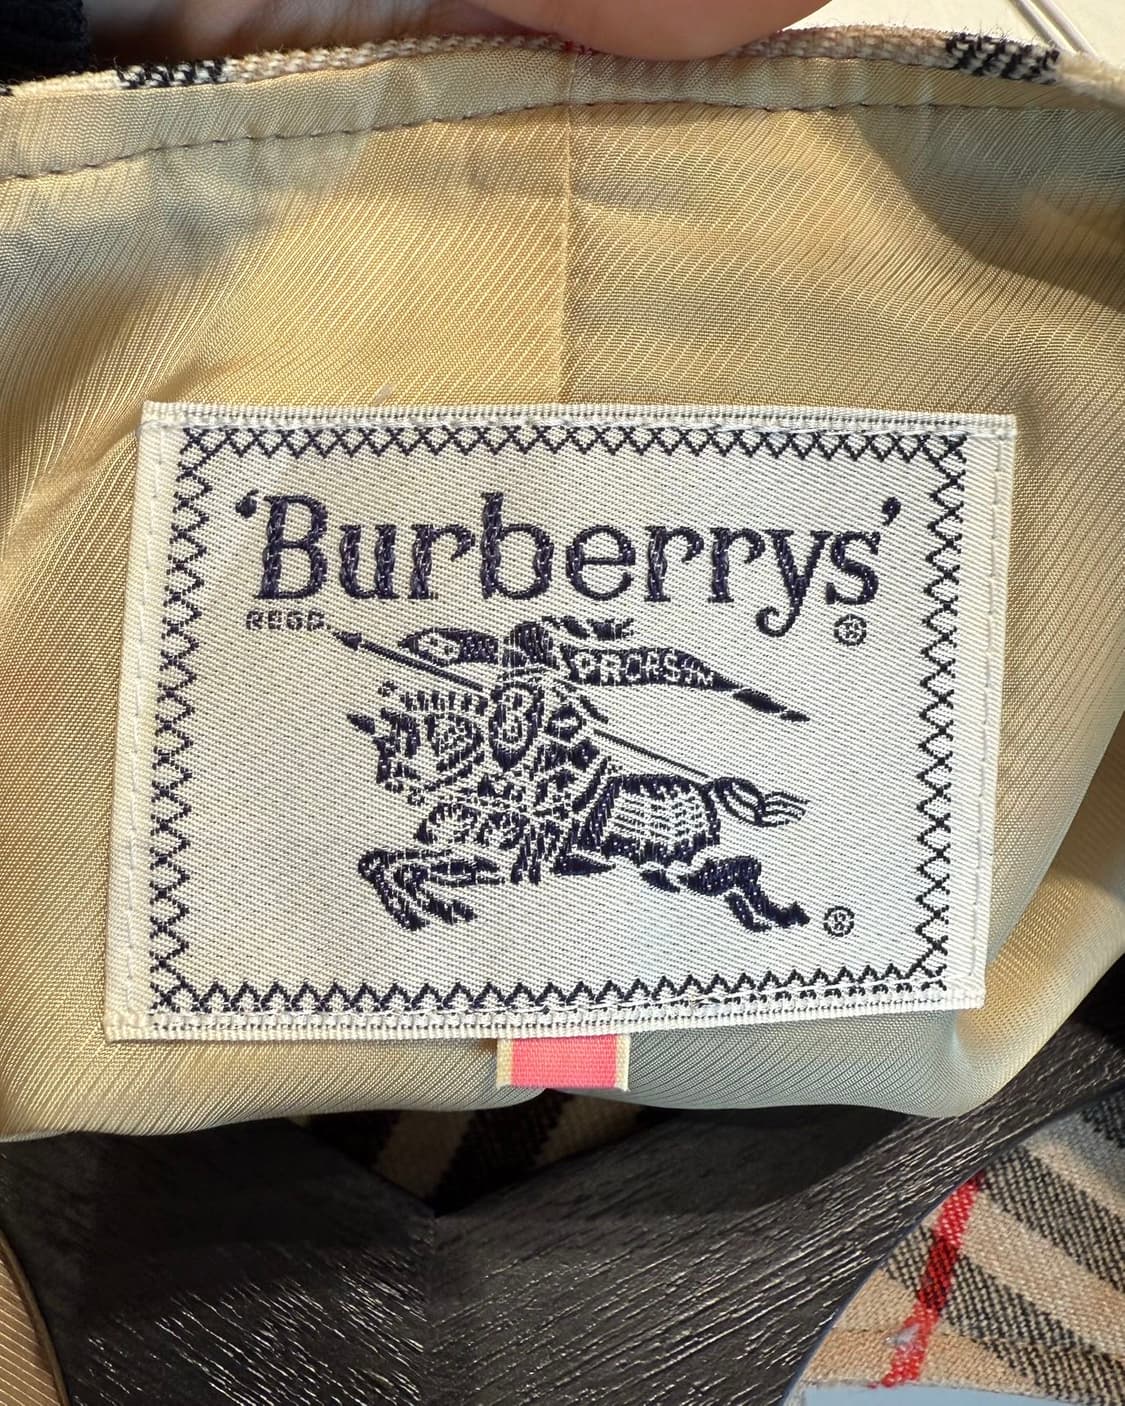 'Burberrys'
REGD. ®
PRORSUM
B
®